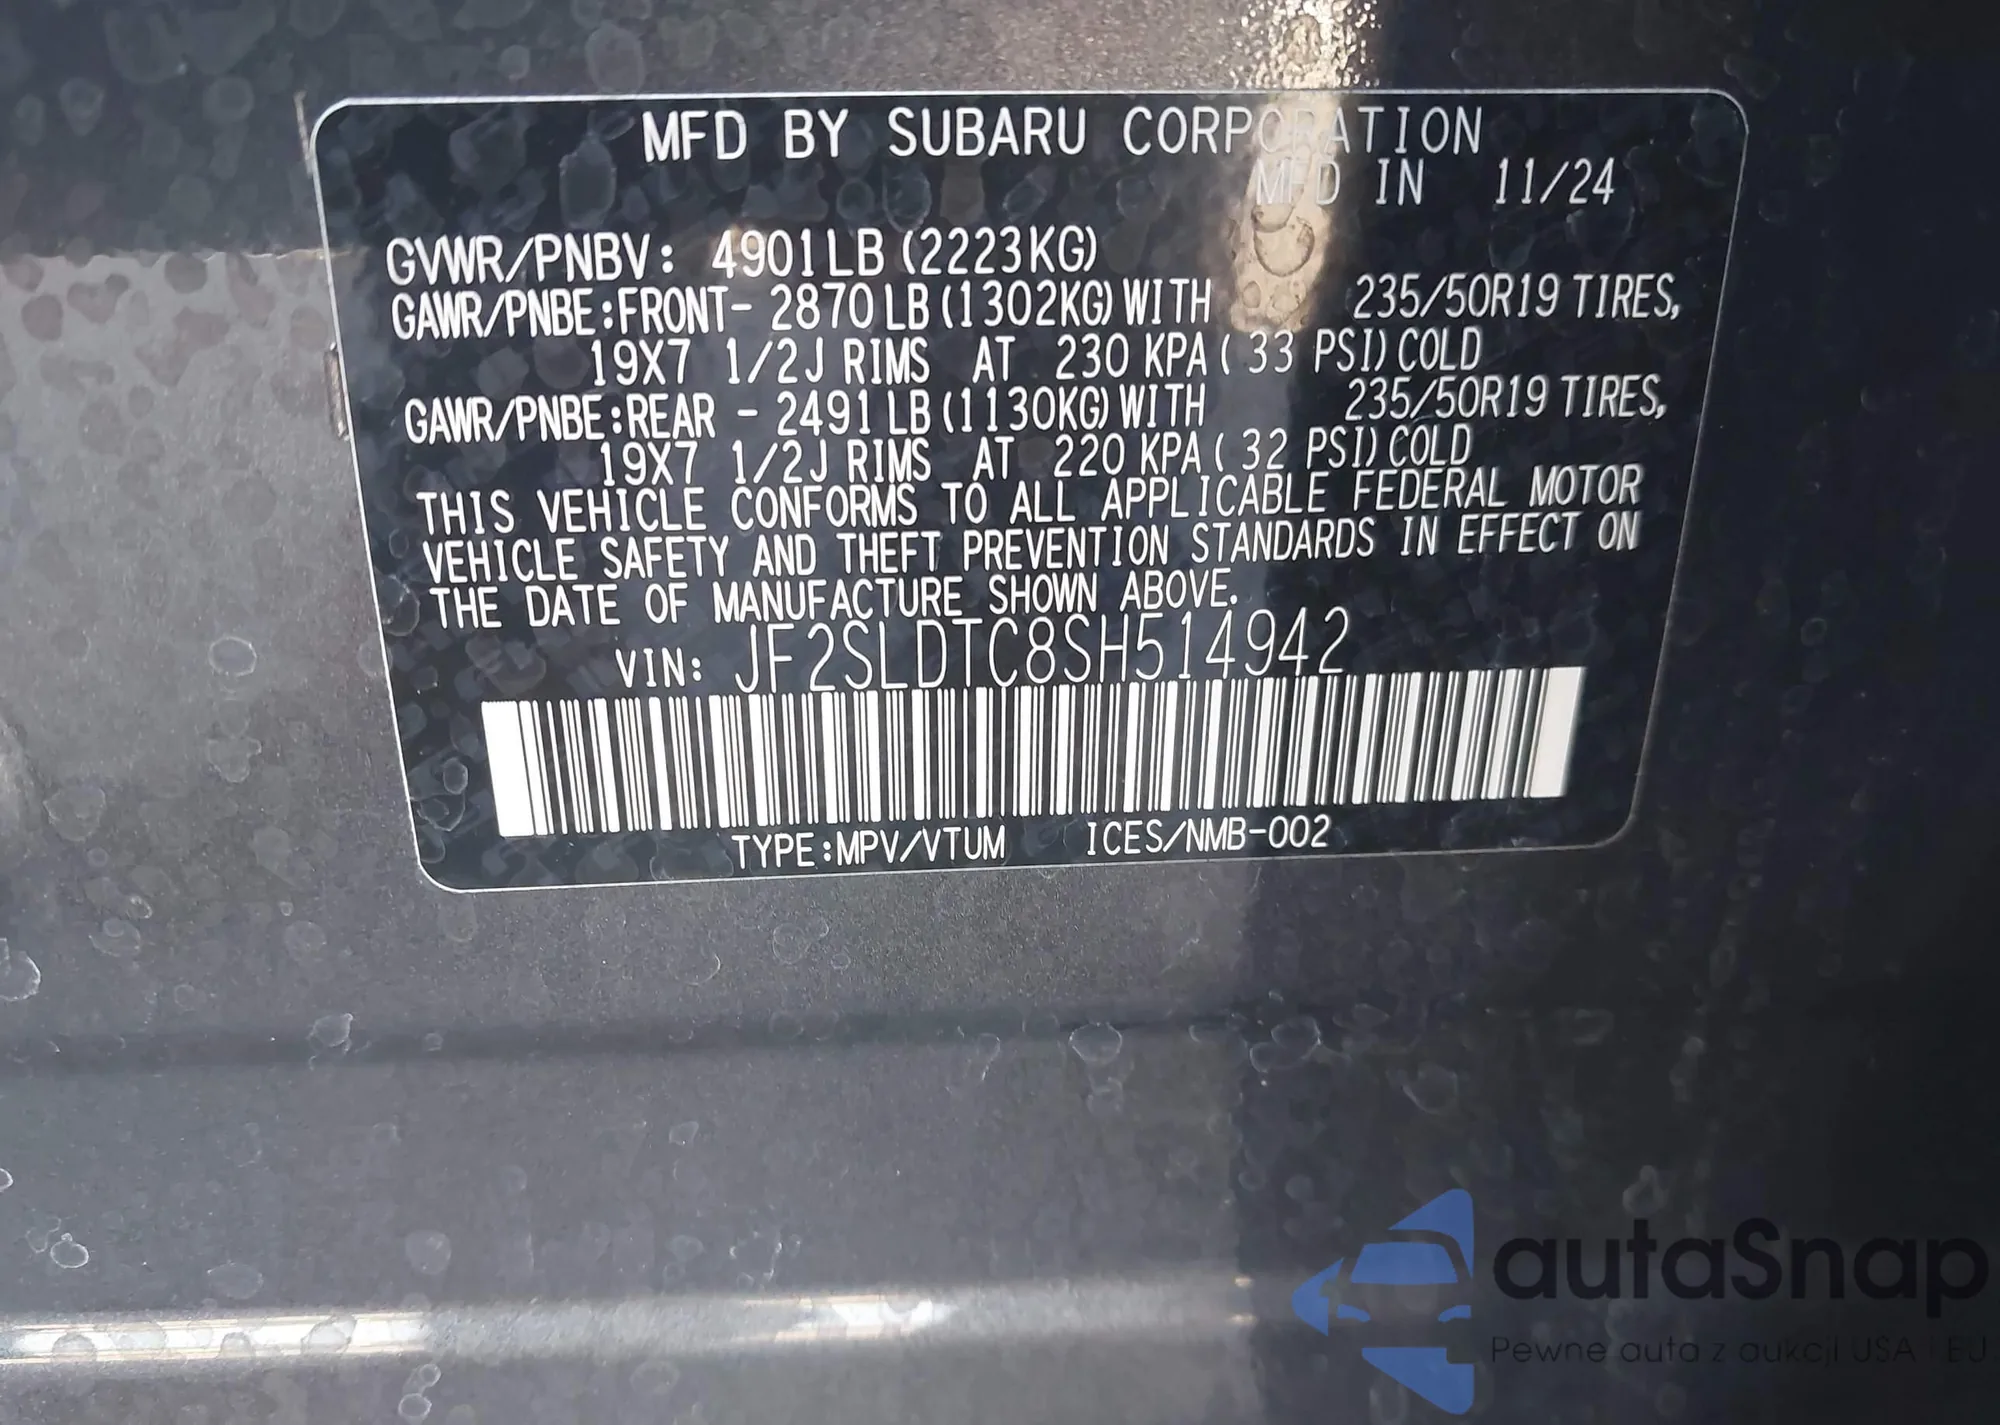 MFD BY SUBARU CORPORATION
MFD IN 11/24
GVWR/PNBV: 4901LB (2223KG)
GAWR/PNBE:FRONT- 2870LB (1302KG) WITH 235/50R19 TIRES,
19X7 1/2J RIMS AT 230 KPA ( 33 PSI) COLD
GAWR/PNBE:REAR - 2491LB (1130KG) WITH 235/50R19 TIRES,
19X7 1/2J RIMS AT 220 KPA ( 32 PSI) COLD
THIS VEHICLE CONFORMS TO ALL APPLICABLE FEDERAL MOTOR
VEHICLE SAFETY AND THEFT PREVENTION STANDARDS IN EFFECT ON
THE DATE OF MANUFACTURE SHOWN ABOVE.
VIN: JF2SLDTC8SH514942
TYPE:MPV/VTUM ICES/NMB-002
autaSnap
Pewne auta z aukcji USA i EU